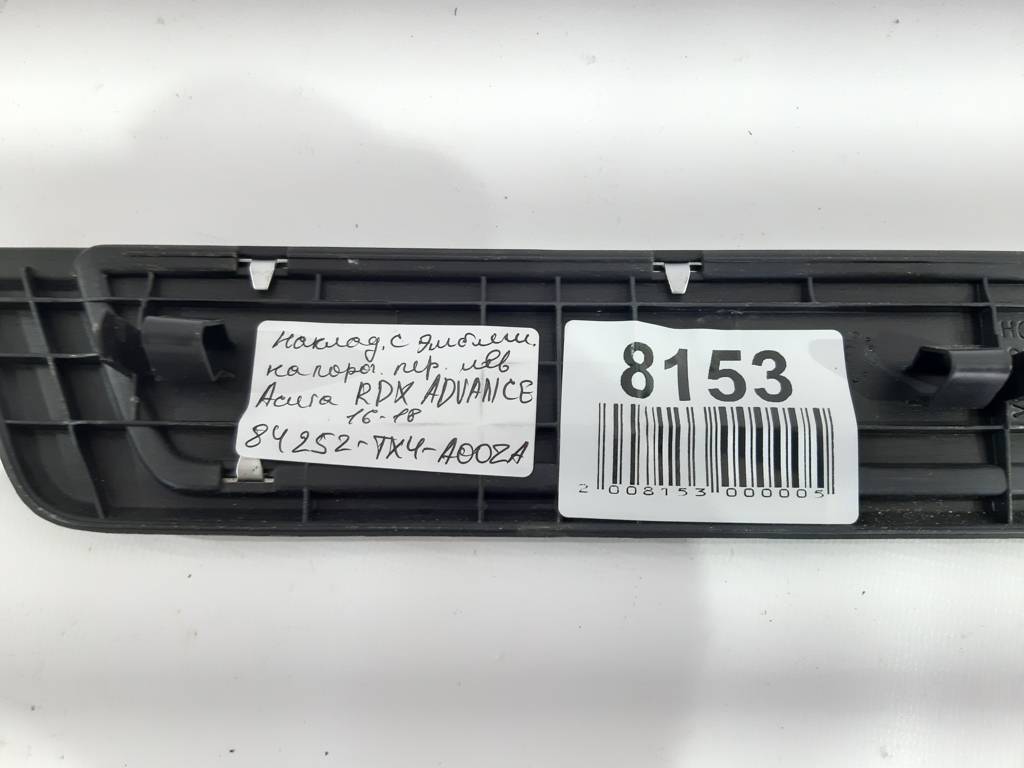 Наклад. с эмблем.
на порог. пер. лев
Acura RDX ADVANCE
16-18
84252-TX4-A00ZA
8153
2 008153 000005